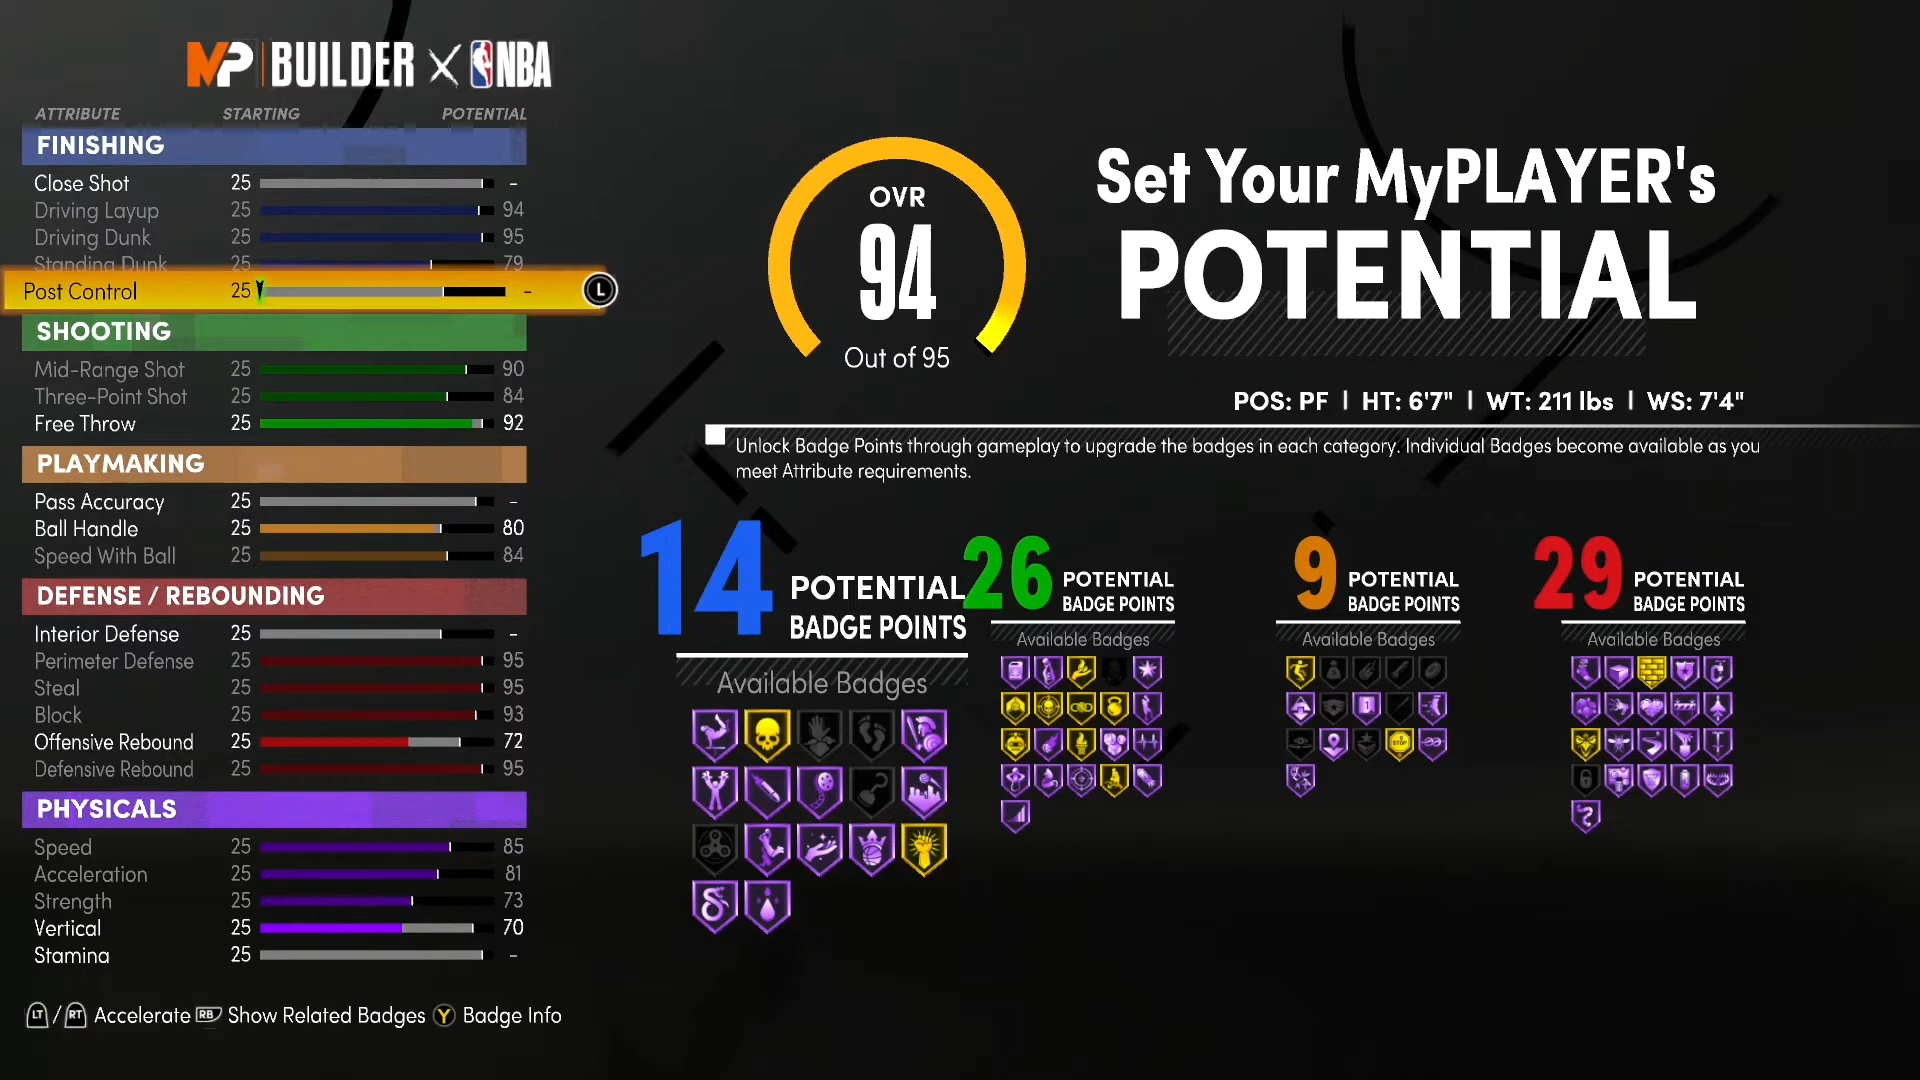 MP | BUILDER X NBA
ATTRIBUTE STARTING POTENTIAL
FINISHING
Close Shot 25 -
Driving Layup 25 94
Driving Dunk 25 95
Standing Dunk 25 79
Post Control 25 - L
SHOOTING
Mid-Range Shot 25 90
Three-Point Shot 25 84
Free Throw 25 92
PLAYMAKING
Pass Accuracy 25 -
Ball Handle 25 80
Speed With Ball 25 84
DEFENSE / REBOUNDING
Interior Defense 25 -
Perimeter Defense 25 95
Steal 25 95
Block 25 93
Offensive Rebound 25 72
Defensive Rebound 25 95
PHYSICALS
Speed 25 85
Acceleration 25 81
Strength 25 73
Vertical 25 70
Stamina 25 -
LT / RT Accelerate RB Show Related Badges Y Badge Info
OVR
94
Out of 95
Set Your MyPLAYER's
POTENTIAL
POS: PF | HT: 6'7" | WT: 211 lbs | WS: 7'4"
Unlock Badge Points through gameplay to upgrade the badges in each category. Individual Badges become available as you
meet Attribute requirements.
14 POTENTIAL
BADGE POINTS
Available Badges
26 POTENTIAL
BADGE POINTS
Available Badges
9 POTENTIAL
BADGE POINTS
Available Badges
29 POTENTIAL
BADGE POINTS
Available Badges